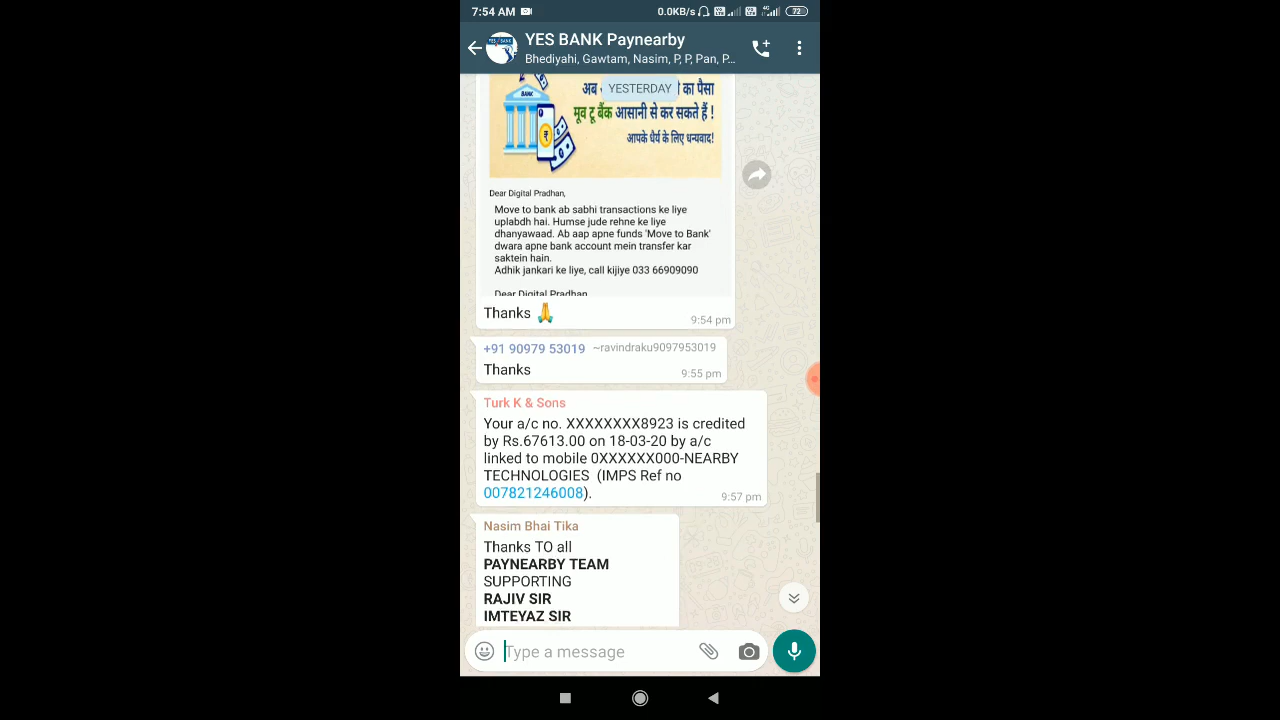 7:54 AM
0.0KB/s
72
YES BANK Paynearby
Bhediyahi, Gawtam, Nasim, P, P, Pan, P...
YESTERDAY
BANK
अब
का पैसा
मूव टू बैंक आसानी से कर सकते हैं !
आपके धैर्य के लिए धन्यवाद!
Dear Digital Pradhan,
Move to bank ab sabhi transactions ke liye
uplabdh hai. Humse jude rehne ke liye
dhanyawaad. Ab aap apne funds 'Move to Bank'
dwara apne bank account mein transfer kar
saktein hain.
Adhik jankari ke liye, call kijiye 033 66909090
Dear Digital Pradhan
Thanks 🙏
9:54 pm
+91 90979 53019 ~ravindraku9097953019
Thanks
9:55 pm
Turk K & Sons
Your a/c no. XXXXXXXX8923 is credited
by Rs.67613.00 on 18-03-20 by a/c
linked to mobile 0XXXXXX000-NEARBY
TECHNOLOGIES (IMPS Ref no
007821246008).
9:57 pm
Nasim Bhai Tika
Thanks TO all
PAYNEARBY TEAM
SUPPORTING
RAJIV SIR
IMTEYAZ SIR
Type a message